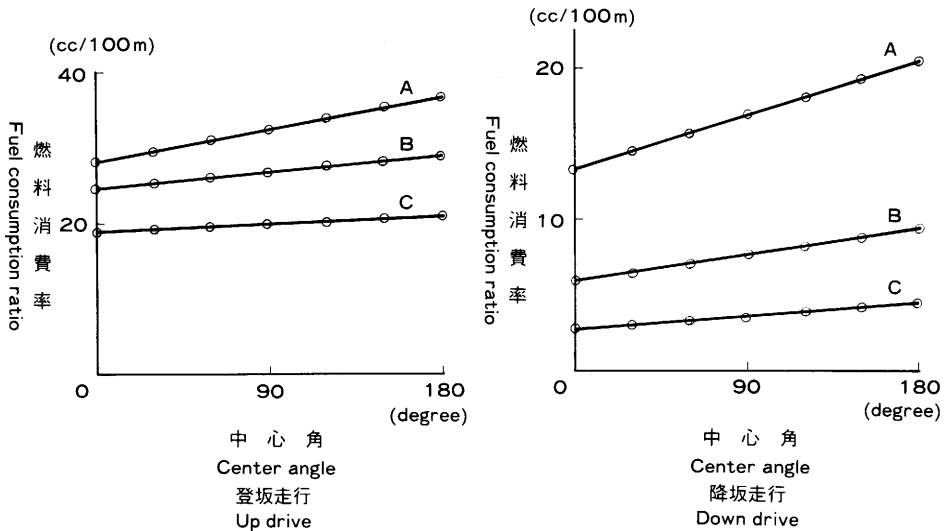 (cc/100m)
40
20
燃料消費率
Fuel consumption ratio
A
B
C
0
90
180
(degree)
中心角
Center angle
登坂走行
Up drive
(cc/100m)
20
10
燃料消費率
Fuel consumption ratio
A
B
C
0
90
180
(degree)
中心角
Center angle
降坂走行
Down drive